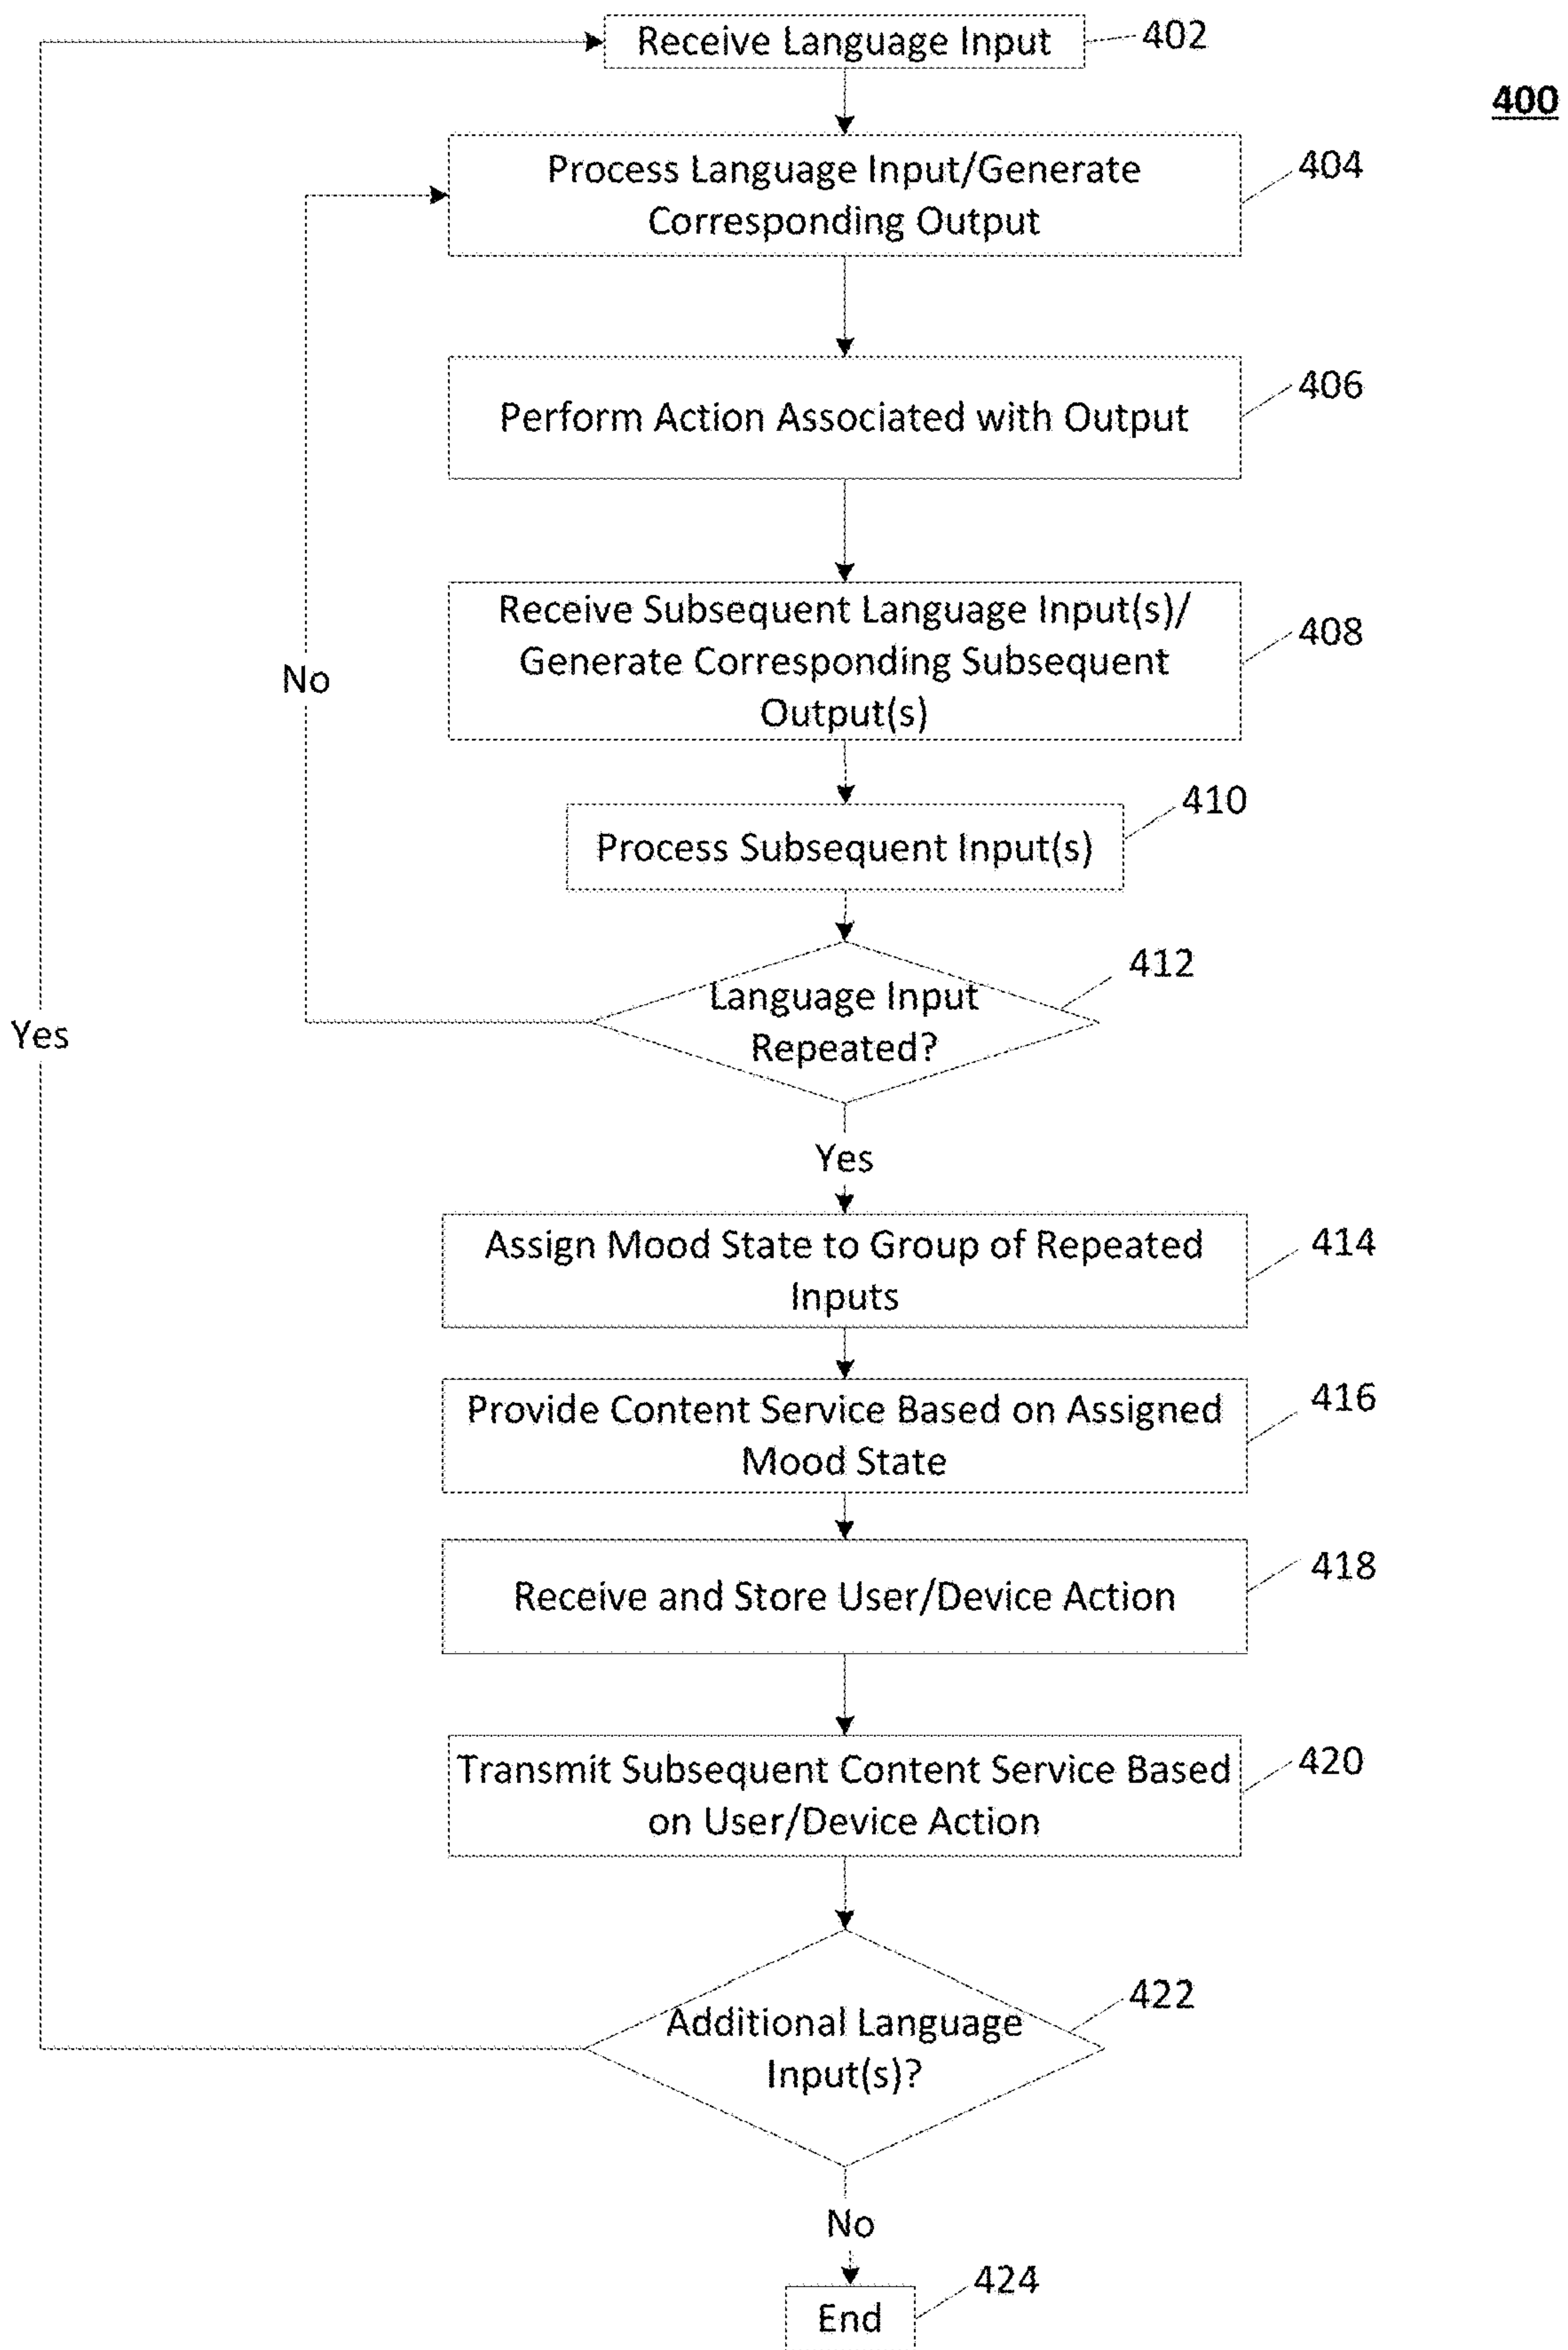 Receive Language Input
402
400
Process Language Input/Generate
Corresponding Output
404
Perform Action Associated with Output
406
Receive Subsequent Language Input(s)/
Generate Corresponding Subsequent
Output(s)
408
No
Process Subsequent Input(s)
410
Language Input
Repeated?
412
Yes
Yes
Assign Mood State to Group of Repeated
Inputs
414
Provide Content Service Based on Assigned
Mood State
416
Receive and Store User/Device Action
418
Transmit Subsequent Content Service Based
on User/Device Action
420
Additional Language
Input(s)?
422
No
End
424